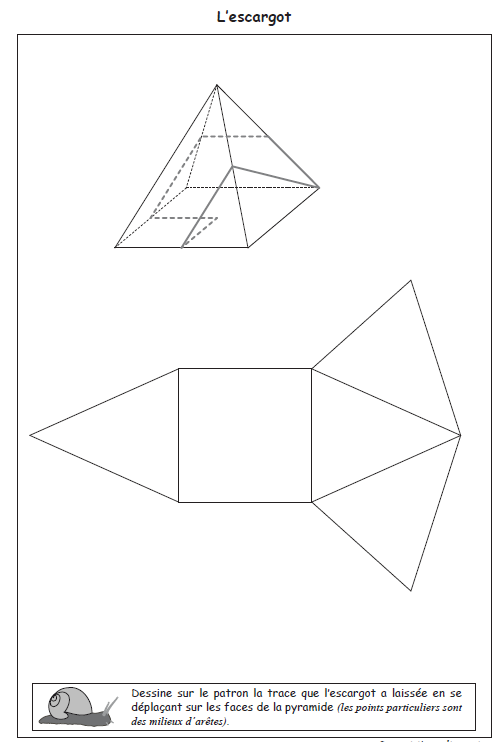 L'escargot
Dessine sur le patron la trace que l'escargot a laissée en se
déplaçant sur les faces de la pyramide (les points particuliers sont
des milieux d'arêtes).